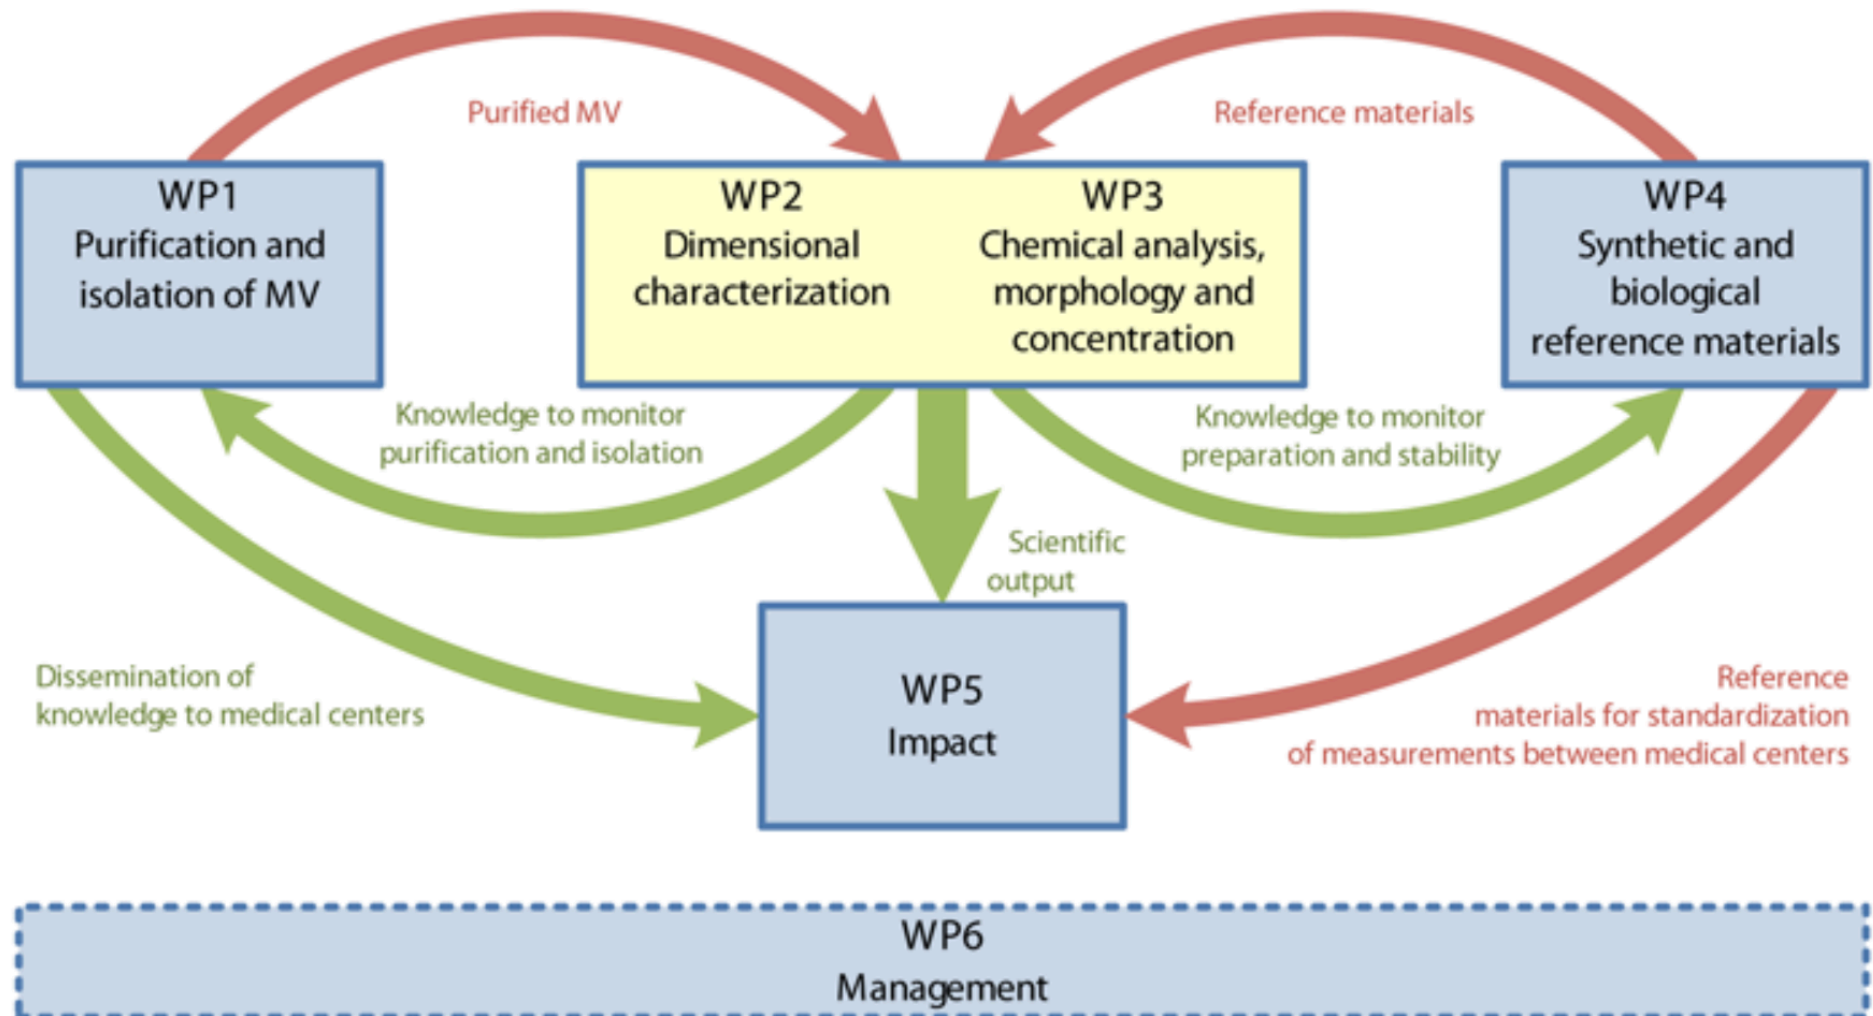 Purified MV
Reference materials
WP1
Purification and
isolation of MV
WP2
Dimensional
characterization
WP3
Chemical analysis,
morphology and
concentration
WP4
Synthetic and
biological
reference materials
Knowledge to monitor
purification and isolation
Knowledge to monitor
preparation and stability
Scientific
output
Dissemination of
knowledge to medical centers
WP5
Impact
Reference
materials for standardization
of measurements between medical centers
WP6
Management